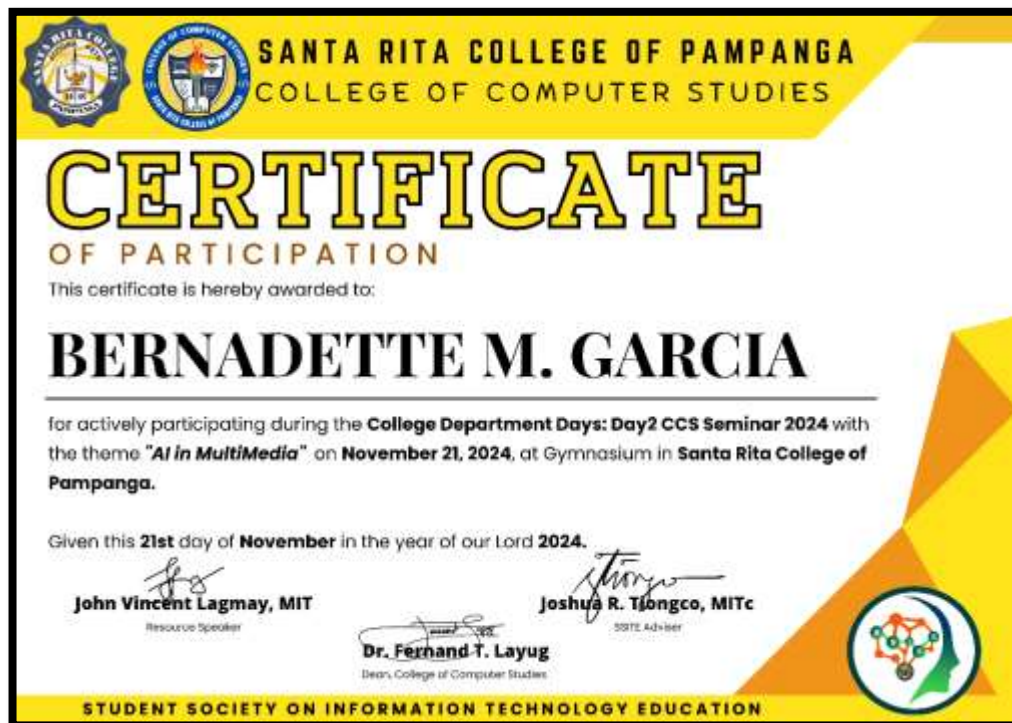 SANTA RITA COLLEGE OF PAMPANGA
COLLEGE OF COMPUTER STUDIES
CERTIFICATE
OF PARTICIPATION
This certificate is hereby awarded to:
BERNADETTE M. GARCIA
for actively participating during the College Department Days: Day2 CCS Seminar 2024 with
the theme "AI in MultiMedia" on November 21, 2024, at Gymnasium in Santa Rita College of
Pampanga.
Given this 21st day of November in the year of our Lord 2024.
John Vincent Lagmay, MIT
Resource Speaker
Joshua R. Tiongco, MITc
SSITE Adviser
Dr. Fernand T. Layug
Dean, College of Computer Studies
STUDENT SOCIETY ON INFORMATION TECHNOLOGY EDUCATION